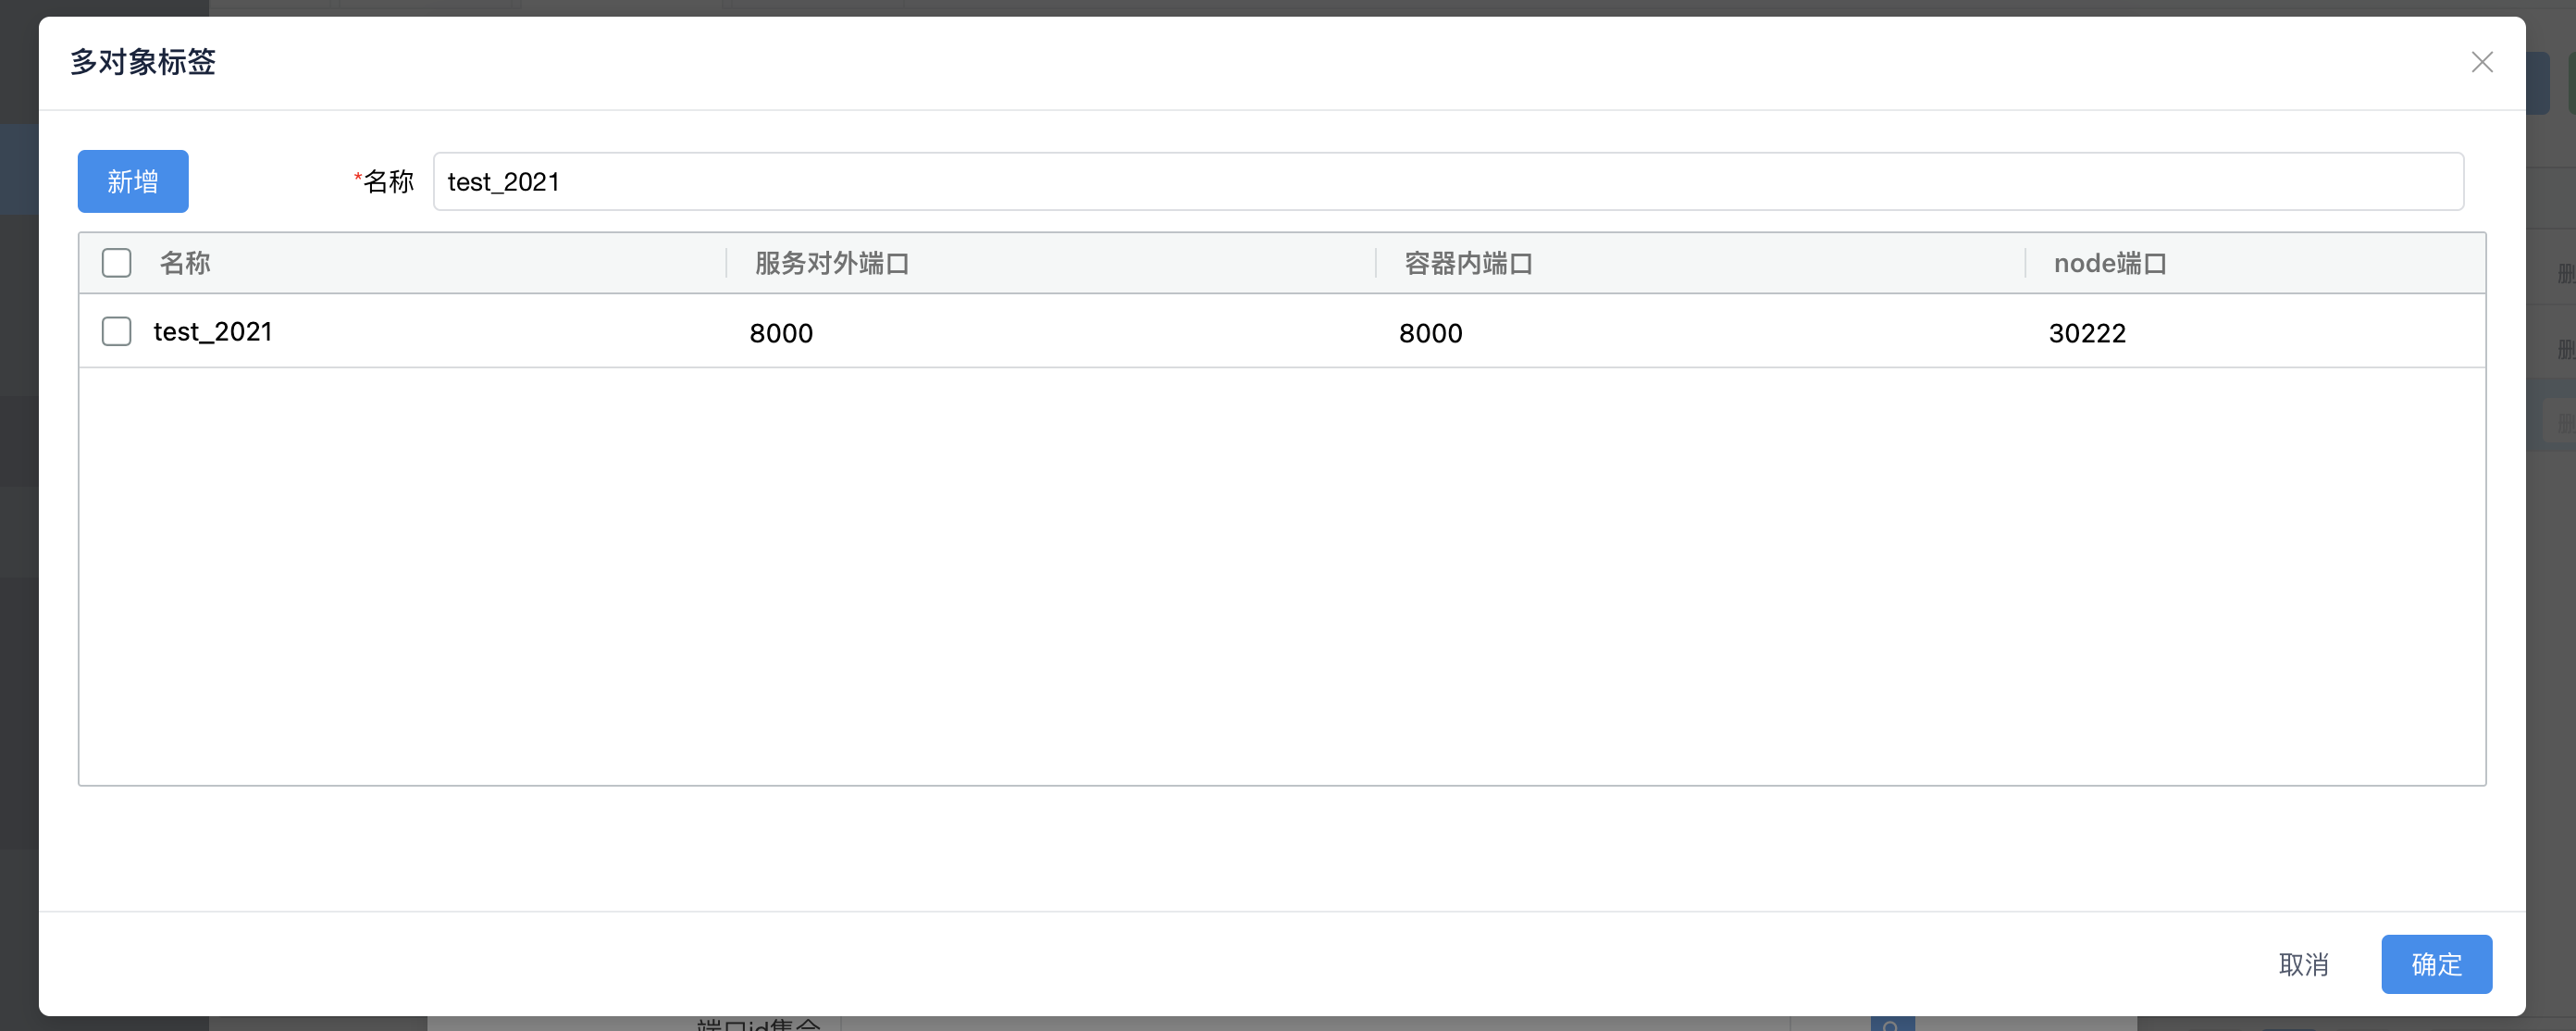 多对象标签
新增 *名称 test_2021
名称 服务对外端口 容器内端口 node端口
test_2021 8000 8000 30222
取消 确定
端口id集合